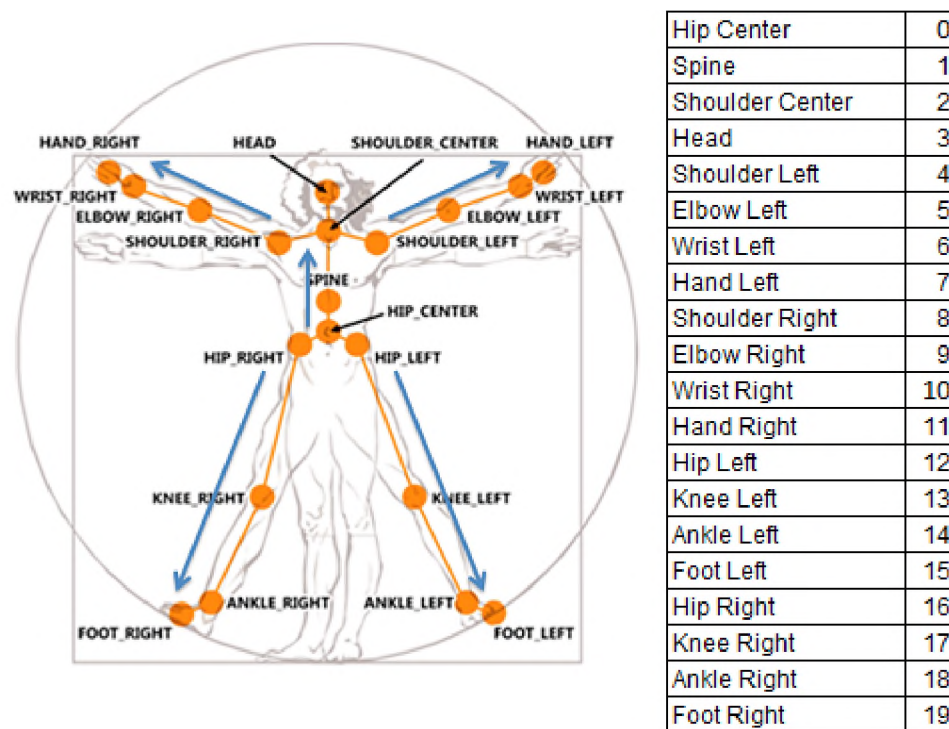 HAND_RIGHT
HEAD
SHOULDER_CENTER
HAND_LEFT
WRIST_RIGHT
WRIST_LEFT
ELBOW_RIGHT
ELBOW_LEFT
SHOULDER_RIGHT
SHOULDER_LEFT
SPINE
HIP_CENTER
HIP_RIGHT
HIP_LEFT
KNEE_RIGHT
KNEE_LEFT
ANKLE_RIGHT
ANKLE_LEFT
FOOT_RIGHT
FOOT_LEFT
Hip Center 0
Spine 1
Shoulder Center 2
Head 3
Shoulder Left 4
Elbow Left 5
Wrist Left 6
Hand Left 7
Shoulder Right 8
Elbow Right 9
Wrist Right 10
Hand Right 11
Hip Left 12
Knee Left 13
Ankle Left 14
Foot Left 15
Hip Right 16
Knee Right 17
Ankle Right 18
Foot Right 19